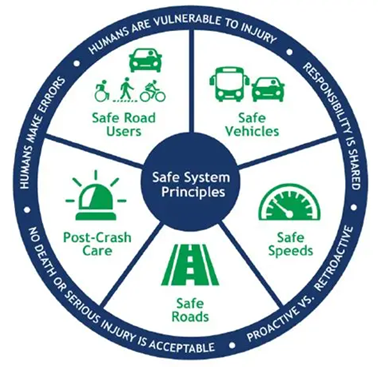 HUMANS ARE VULNERABLE TO INJURY
RESPONSIBILITY IS SHARED
PROACTIVE VS. RETROACTIVE
NO DEATH OR SERIOUS INJURY IS ACCEPTABLE
HUMANS MAKE ERRORS
Safe Road
Users
Safe
Vehicles
Safe System
Principles
Post-Crash
Care
Safe
Speeds
Safe
Roads